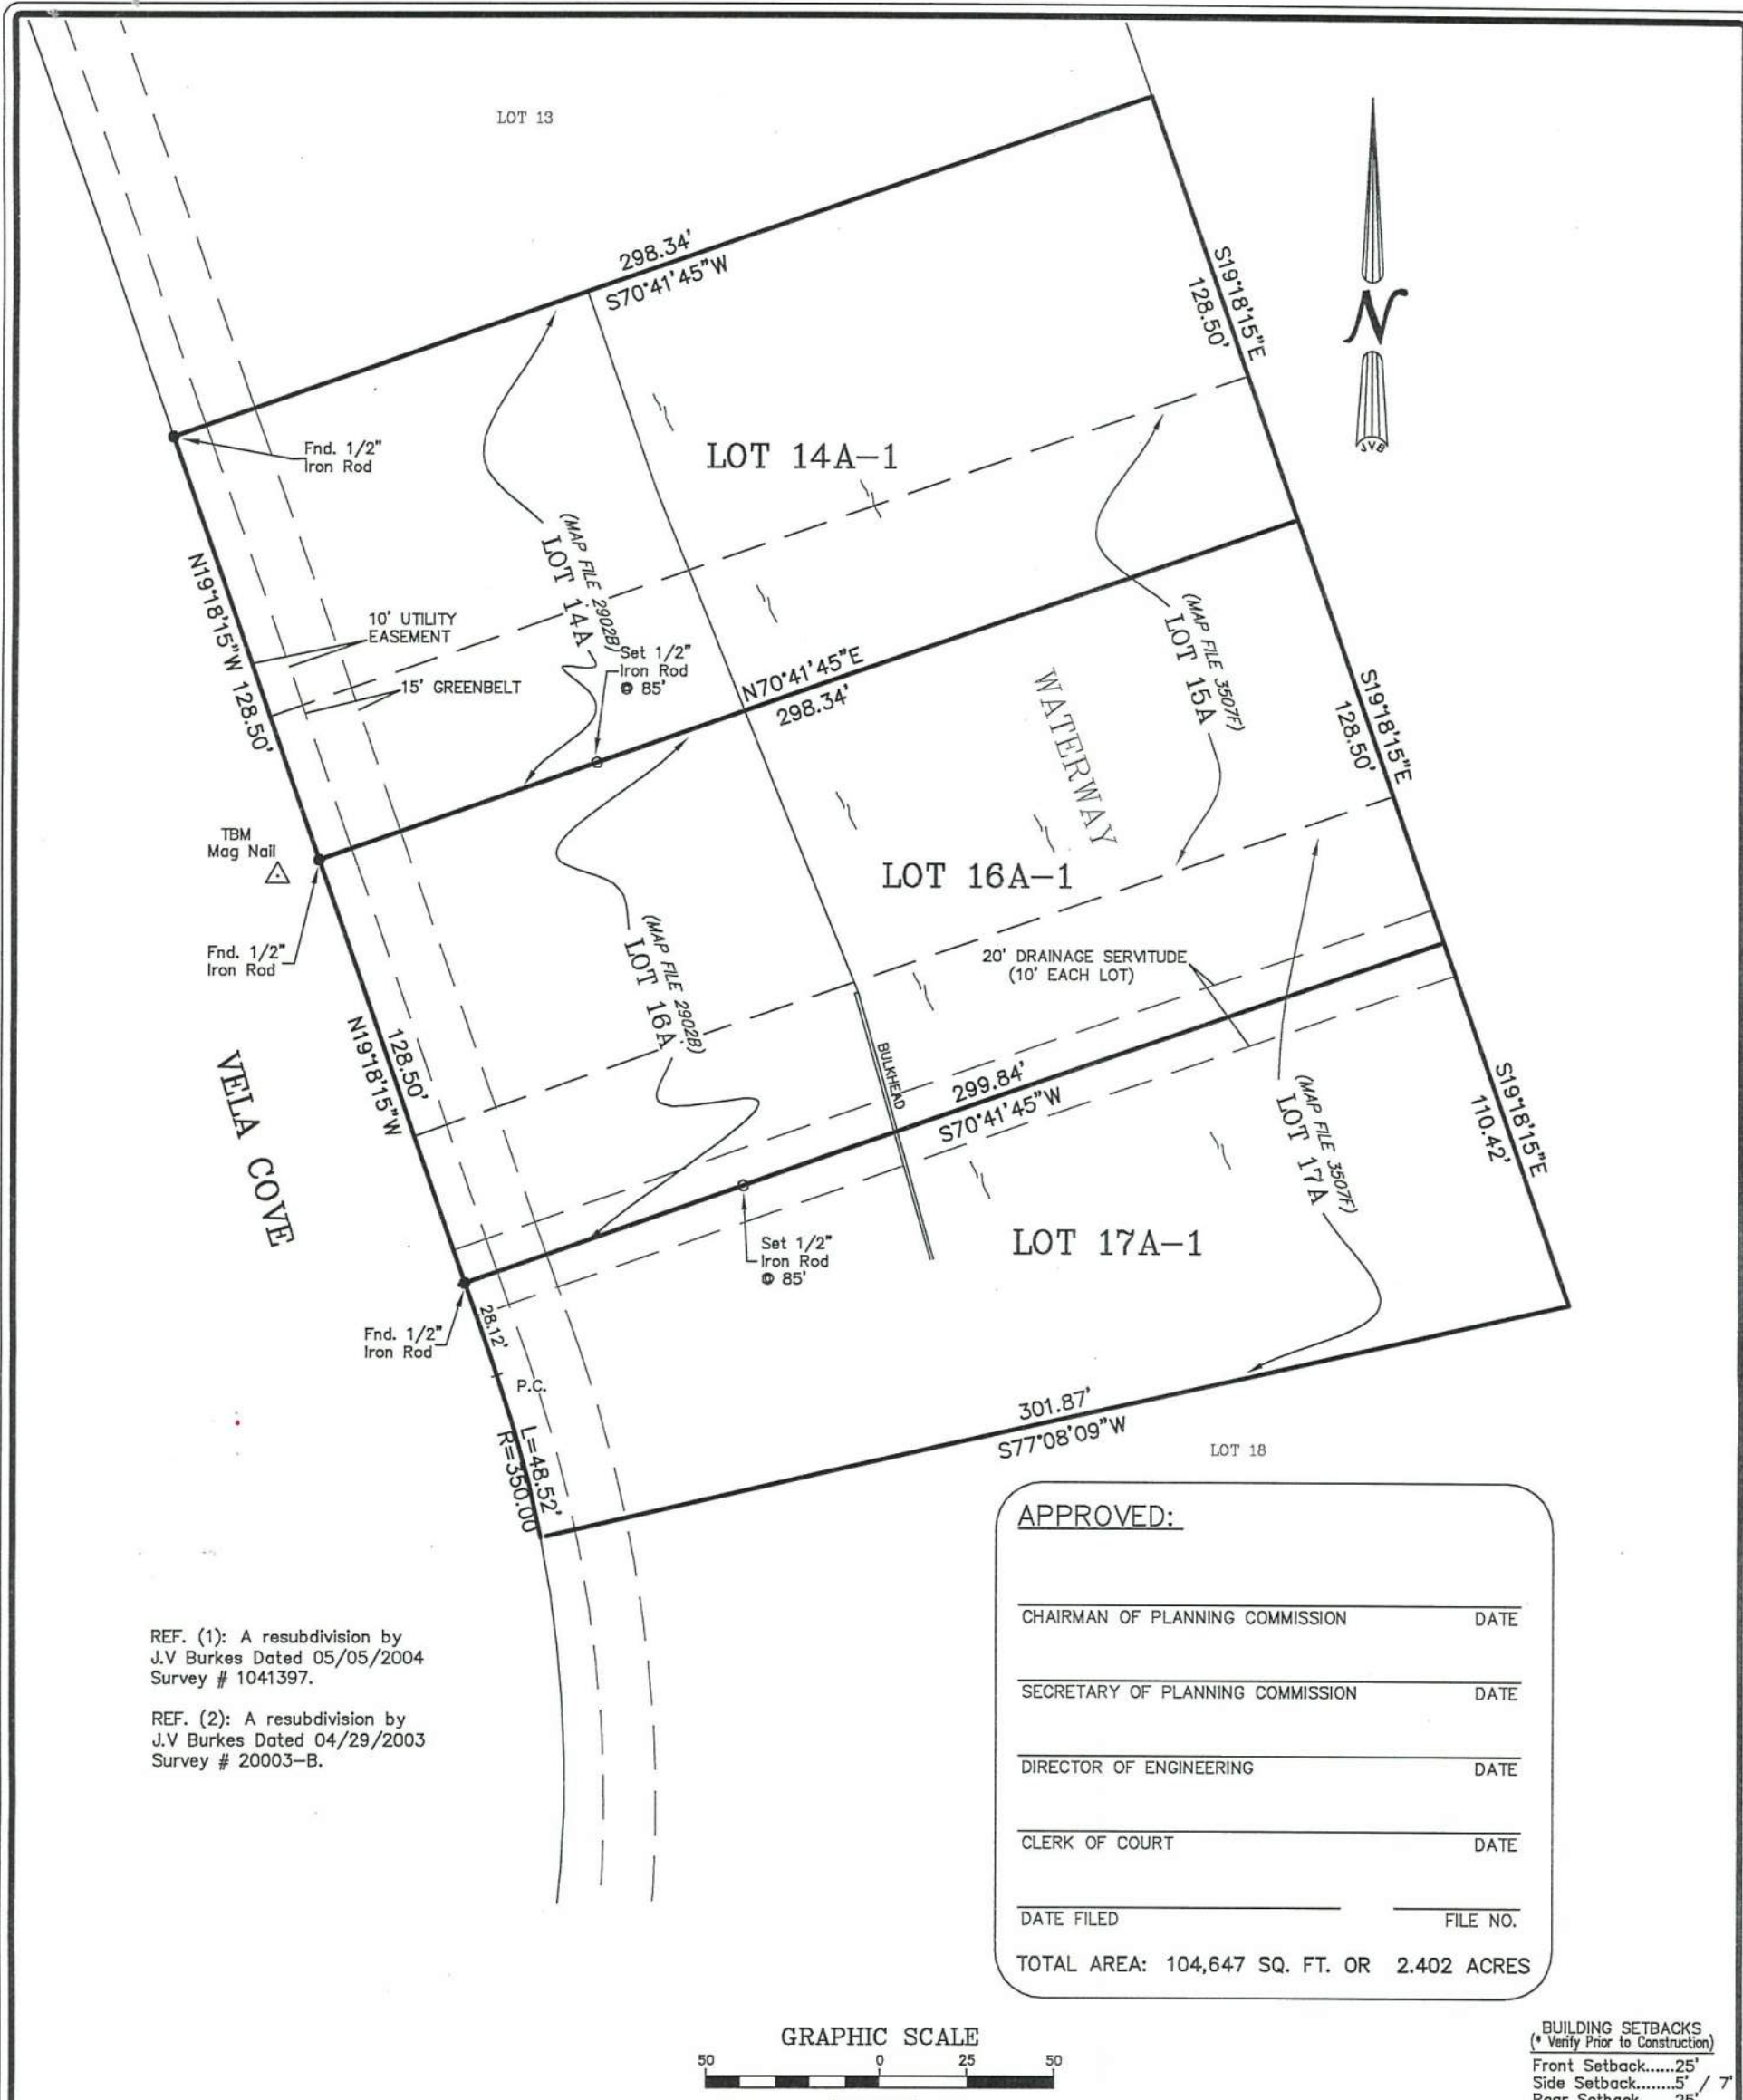 LOT 13
298.34'
S70°41'45"W
S19°18'15"E
128.50'
N
JVB
Fnd. 1/2"
Iron Rod
LOT 14A-1
(MAP FILE 2902B)
LOT 14A
N19°18'15"W 128.50'
10' UTILITY
EASEMENT
15' GREENBELT
Set 1/2"
Iron Rod
@ 85'
N70°41'45"E
298.34'
(MAP FILE 3507F)
LOT 15A
WATERWAY
S19°18'15"E
128.50'
TBM
Mag Nail
LOT 16A-1
Fnd. 1/2"
Iron Rod
(MAP FILE 2902B)
LOT 16A
20' DRAINAGE SERVITUDE
(10' EACH LOT)
128.50'
N19°18'15"W
BULKHEAD
299.84'
S70°41'45"W
VELA COVE
(MAP FILE 3507F)
LOT 17A
S19°18'15"E
110.42'
Set 1/2"
Iron Rod
@ 85'
LOT 17A-1
28.12'
Fnd. 1/2"
Iron Rod
P.C.
L=48.52'
R=350.00
301.87'
S77°08'09"W
LOT 18
APPROVED:
CHAIRMAN OF PLANNING COMMISSION DATE
SECRETARY OF PLANNING COMMISSION DATE
DIRECTOR OF ENGINEERING DATE
CLERK OF COURT DATE
DATE FILED FILE NO.
TOTAL AREA: 104,647 SQ. FT. OR 2.402 ACRES
REF. (1): A resubdivision by
J.V Burkes Dated 05/05/2004
Survey # 1041397.
REF. (2): A resubdivision by
J.V Burkes Dated 04/29/2003
Survey # 20003-B.
GRAPHIC SCALE
50 0 25 50
BUILDING SETBACKS
(* Verify Prior to Construction)
Front Setback......25'
Side Setback........5' / 7'
Rear Setback 25'